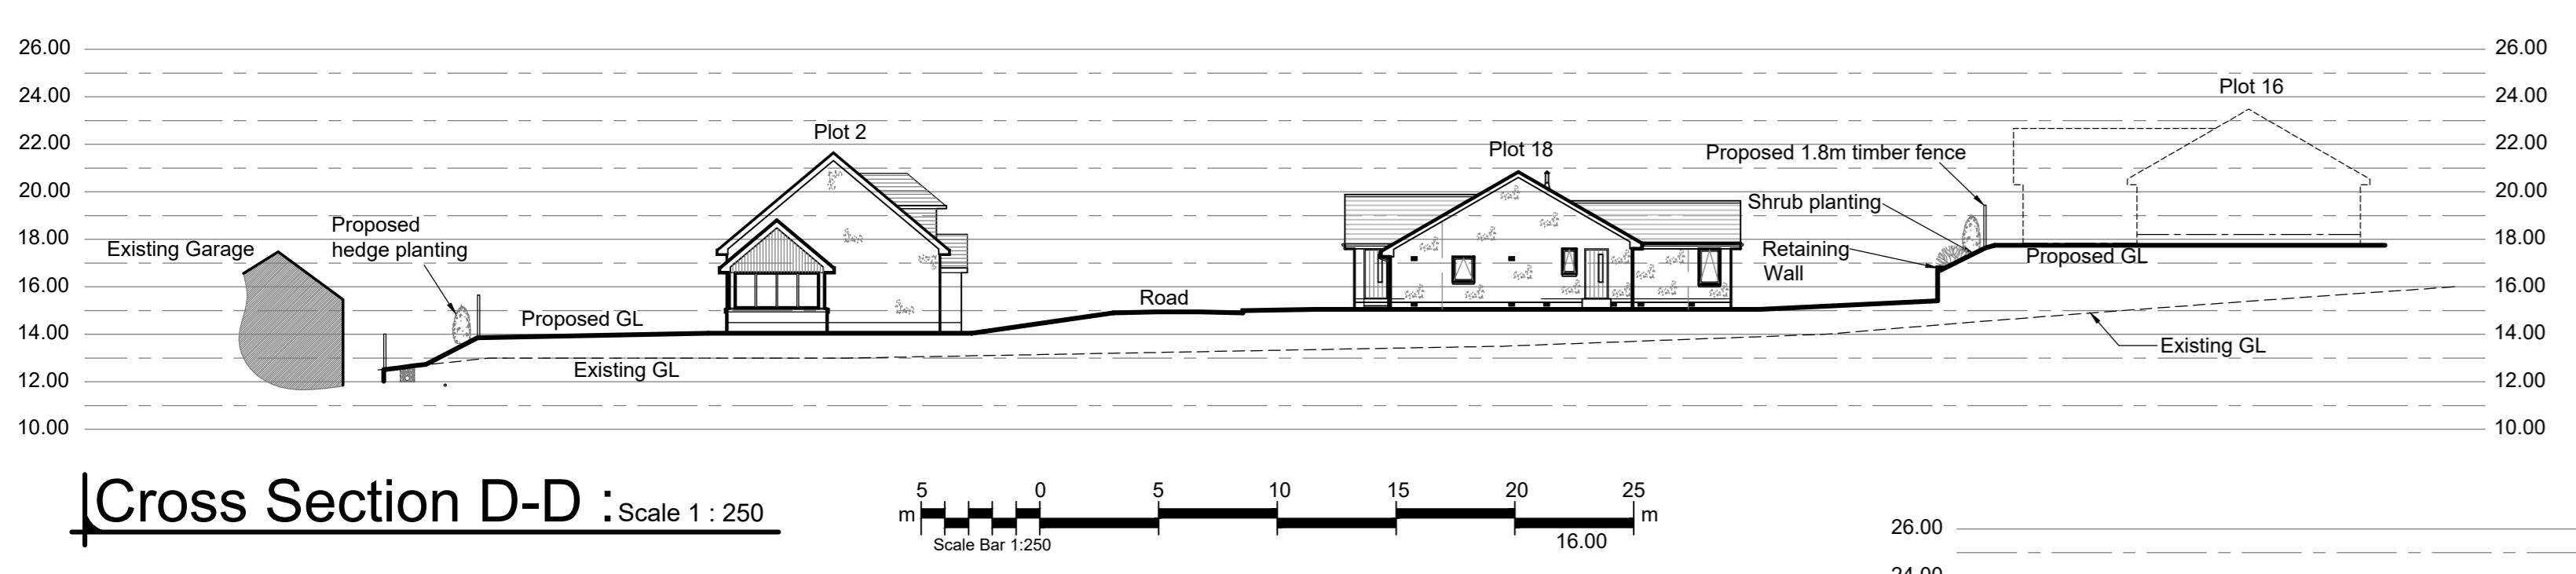 26.00
26.00
Plot 16
24.00
24.00
Plot 2
22.00
22.00
Plot 18
Proposed 1.8m timber fence
20.00
20.00
Shrub planting
Proposed
hedge planting
18.00
18.00
Existing Garage
Retaining
Wall
Proposed GL
16.00
16.00
Road
Proposed GL
14.00
14.00
Existing GL
Existing GL
12.00
12.00
10.00
10.00
Cross Section D-D : Scale 1 : 250
5 0 5 10 15 20 25
m m
Scale Bar 1:250
16.00
26.00